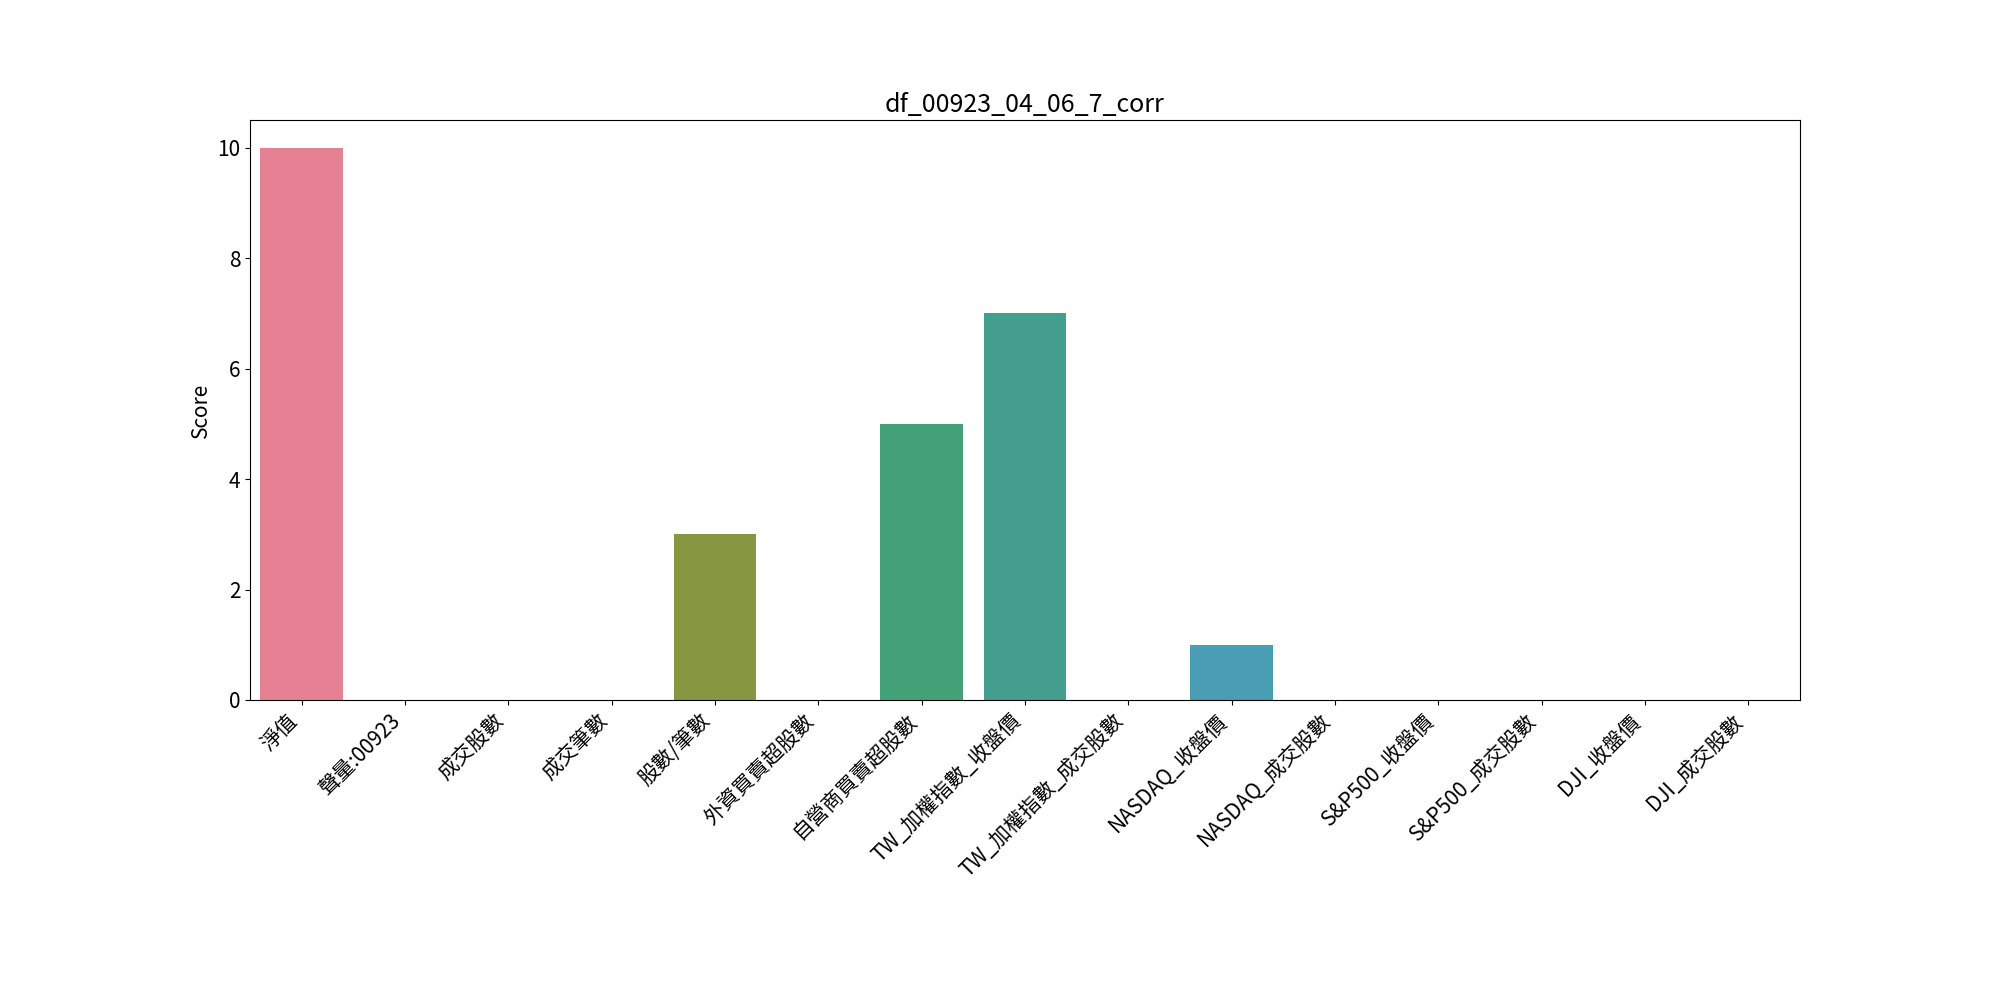 df_00923_04_06_7_corr
10
8
6
4
2
0
Score
淨值
聲量:00923
成交股數
成交筆數
股數/筆數
外資買賣超股數
自營商買賣超股數
TW_加權指數_收盤價
TW_加權指數_成交股數
NASDAQ_收盤價
NASDAQ_成交股數
S&P500_收盤價
S&P500_成交股數
DJI_收盤價
DJI_成交股數